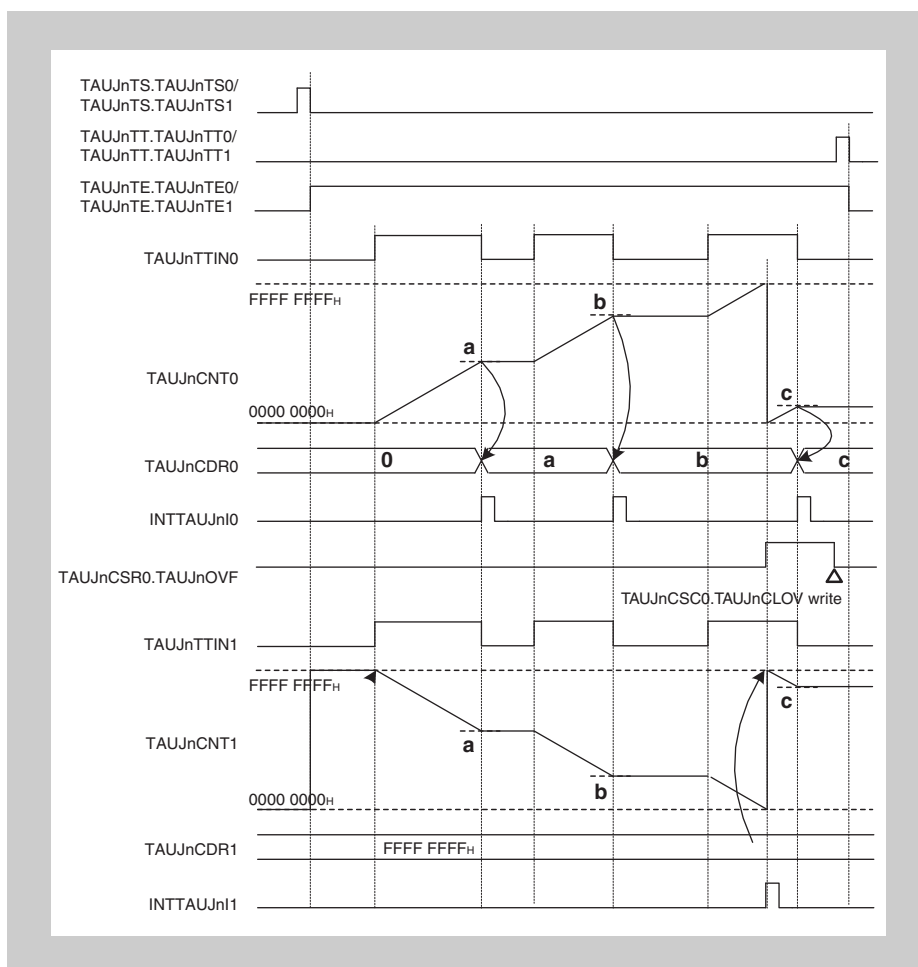 TAUJnTS.TAUJnTS0/
TAUJnTS.TAUJnTS1
TAUJnTT.TAUJnTT0/
TAUJnTT.TAUJnTT1
TAUJnTE.TAUJnTE0/
TAUJnTE.TAUJnTE1
TAUJnTTIN0
FFFF FFFFH
b
a
TAUJnCNT0
c
0000 0000H
TAUJnCDR0
0 a b c
INTTAUJnI0
TAUJnCSR0.TAUJnOVF
TAUJnCSC0.TAUJnCLOV write
TAUJnTTIN1
FFFF FFFFH
c
TAUJnCNT1
a
b
0000 0000H
TAUJnCDR1
FFFF FFFFH
INTTAUJnI1